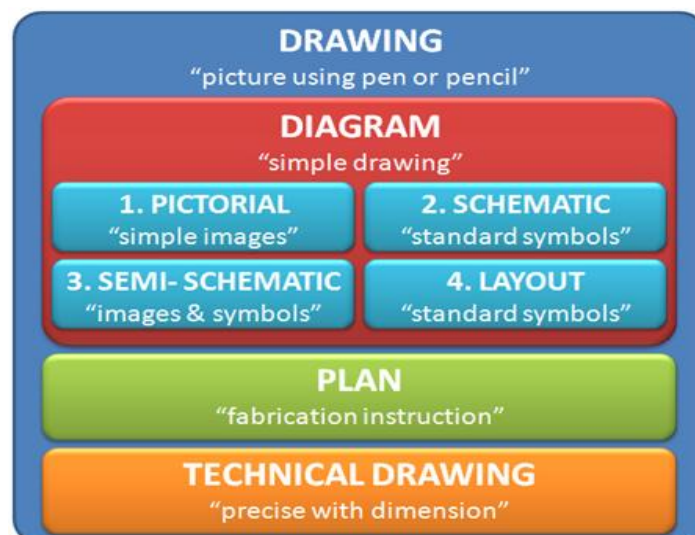 DRAWING
“picture using pen or pencil”
DIAGRAM
“simple drawing”
1. PICTORIAL
“simple images”
2. SCHEMATIC
“standard symbols”
3. SEMI- SCHEMATIC
“images & symbols”
4. LAYOUT
“standard symbols”
PLAN
“fabrication instruction”
TECHNICAL DRAWING
“precise with dimension”